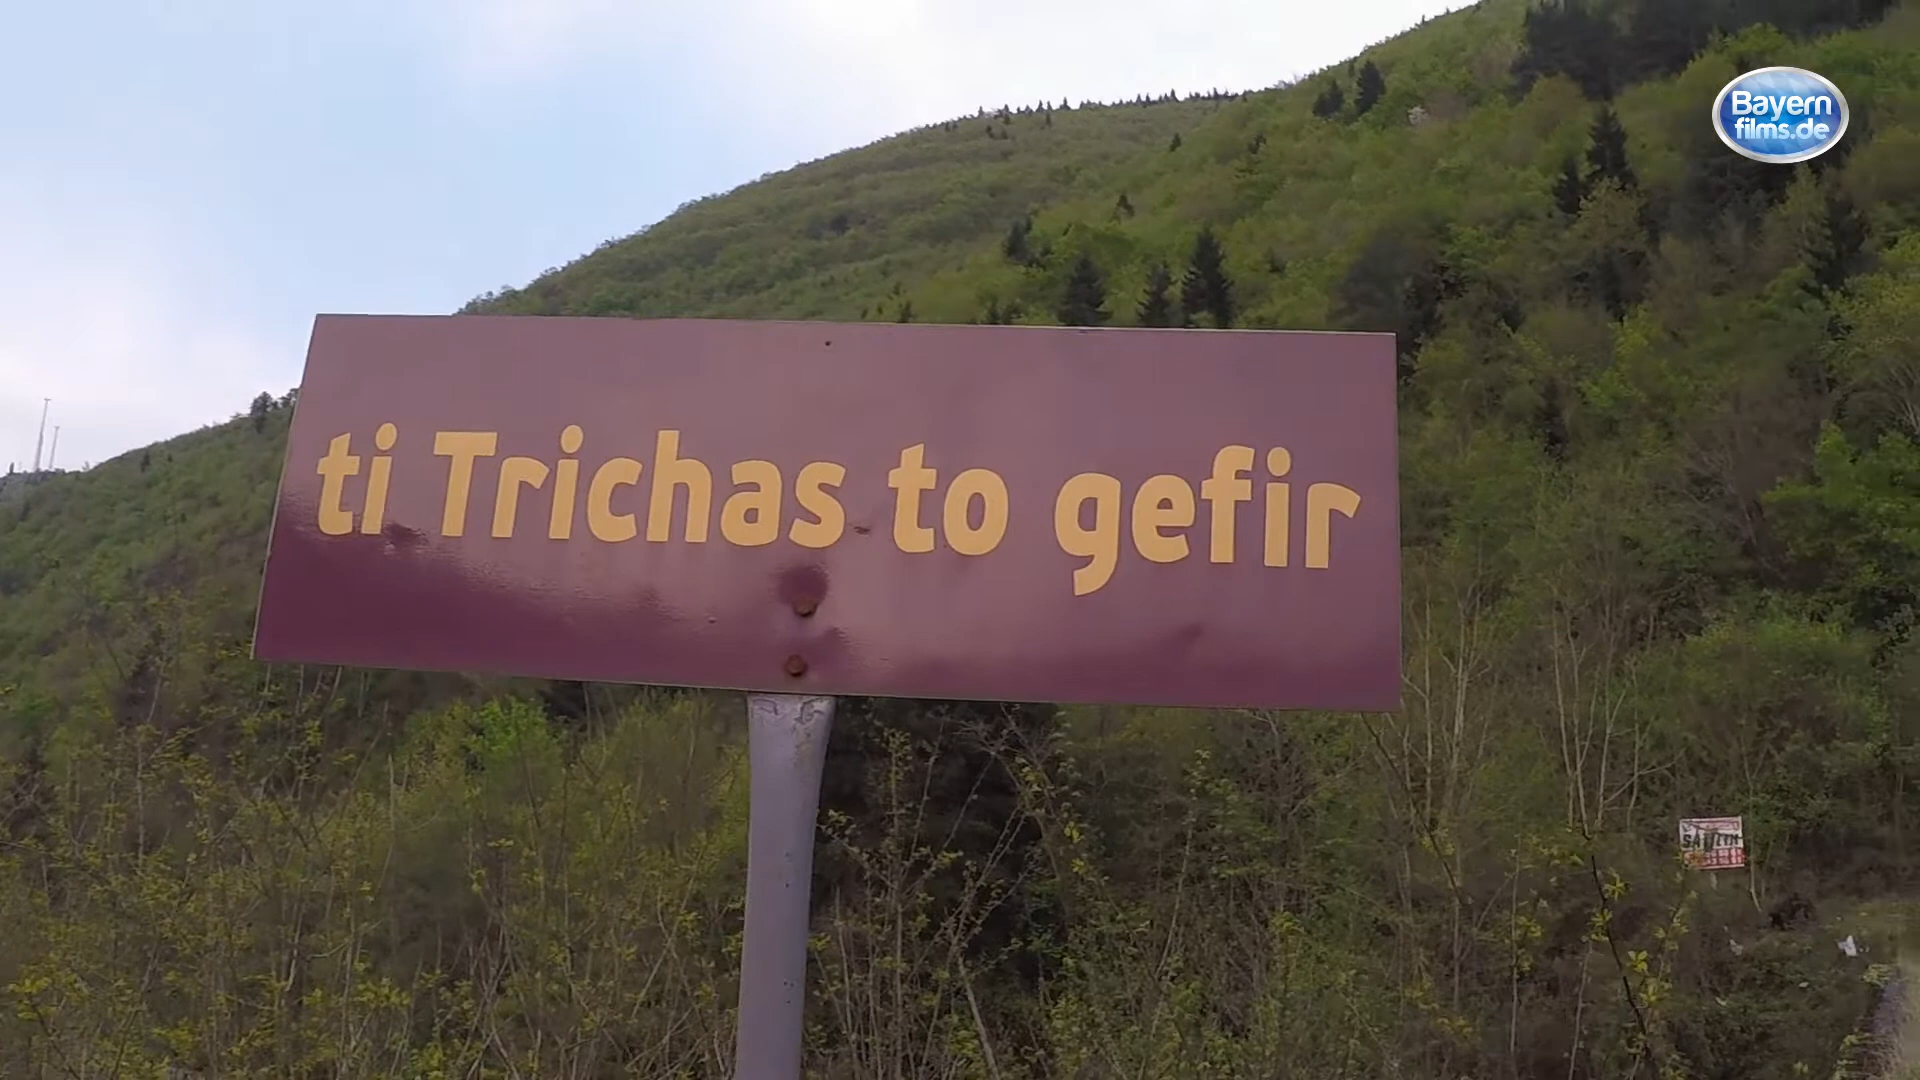 Bayern
films.de
ti Trichas to gefir